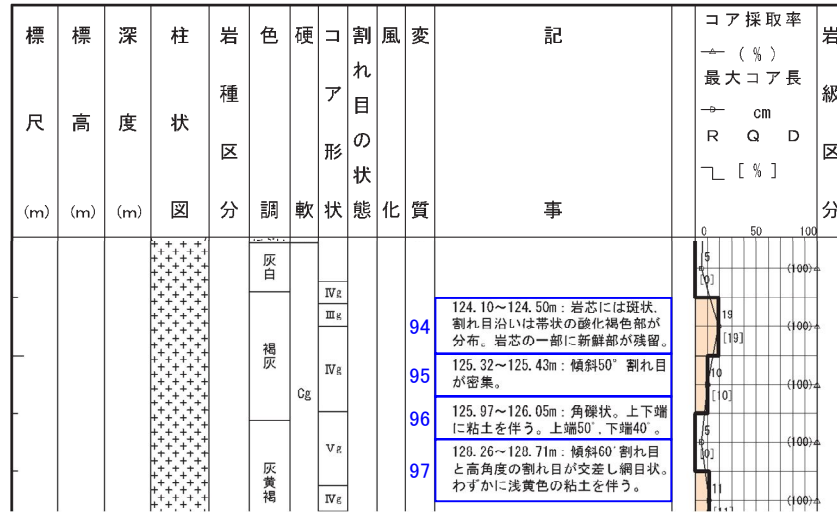 標尺(m)
標高(m)
深度(m)
柱状図
岩種区分
色調
硬軟
コア形状
割れ目の状態
風化
変質
記事
コア採取率
(%)
最大コア長
cm
R Q D
[%]
岩級区分
0 50 100
灰白
褐灰
灰黄褐
Cg
Ⅳg
Ⅲg
Ⅳg
Ⅴg
Ⅳg
94
124.10～124.50m：岩芯には斑状、
割れ目沿いは帯状の酸化褐色部が
分布。岩芯の一部に新鮮部が残留。
95
125.32～125.43m：傾斜50°割れ目
が密集。
96
125.97～126.05m：角礫状。上下端
に粘土を伴う。上端50°,下端40°。
97
128.26～128.71m：傾斜60°割れ目
と高角度の割れ目が交差し網目状。
わずかに浅黄色の粘土を伴う。
5
[0]
(100)
19
[19]
(100)
10
[10]
(100)
5
[0]
(100)
11
[11]
(100)